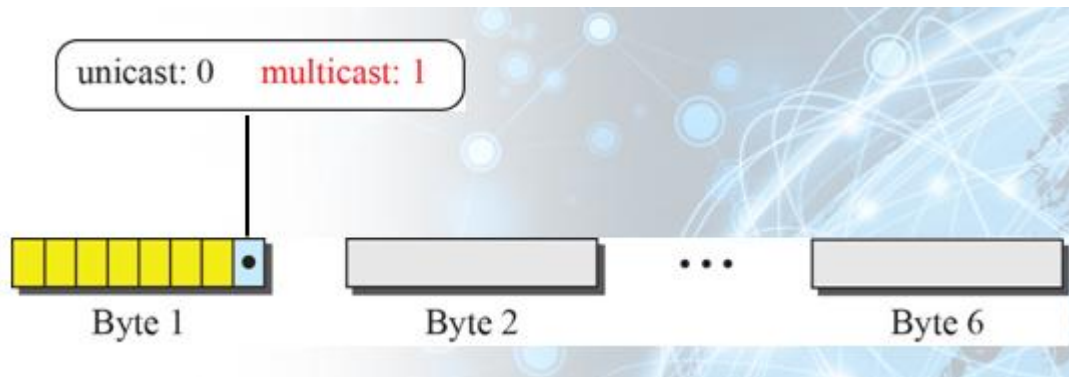 unicast: 0 multicast: 1
• • •
Byte 1 Byte 2 Byte 6